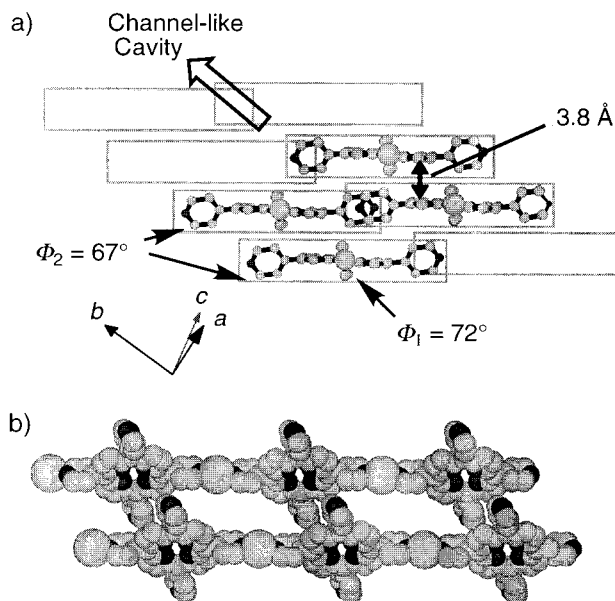 a)
Channel-like
Cavity
3.8 Å
Φ2 = 67°
Φ1 = 72°
c
b
a
b)